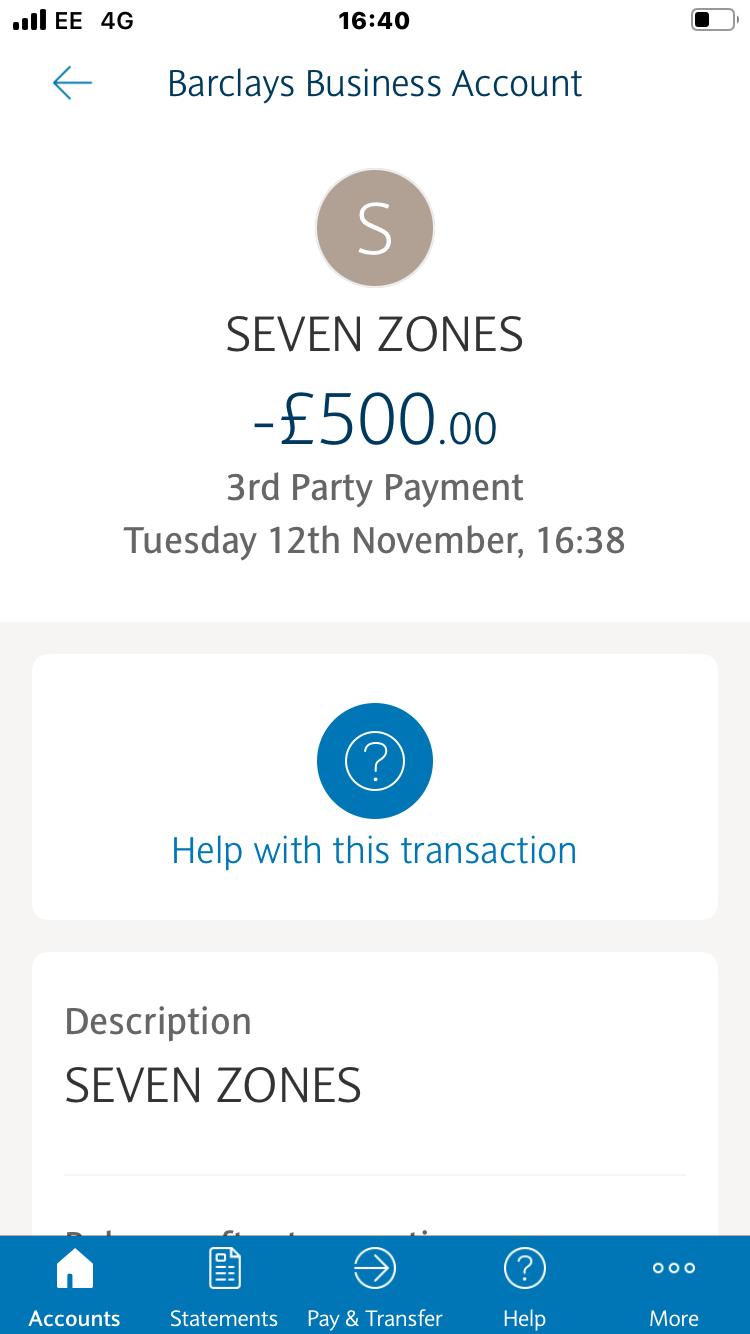 EE 4G 16:40
Barclays Business Account
S
SEVEN ZONES
-£500.00
3rd Party Payment
Tuesday 12th November, 16:38
?
Help with this transaction
Description
SEVEN ZONES
Accounts Statements Pay & Transfer Help More